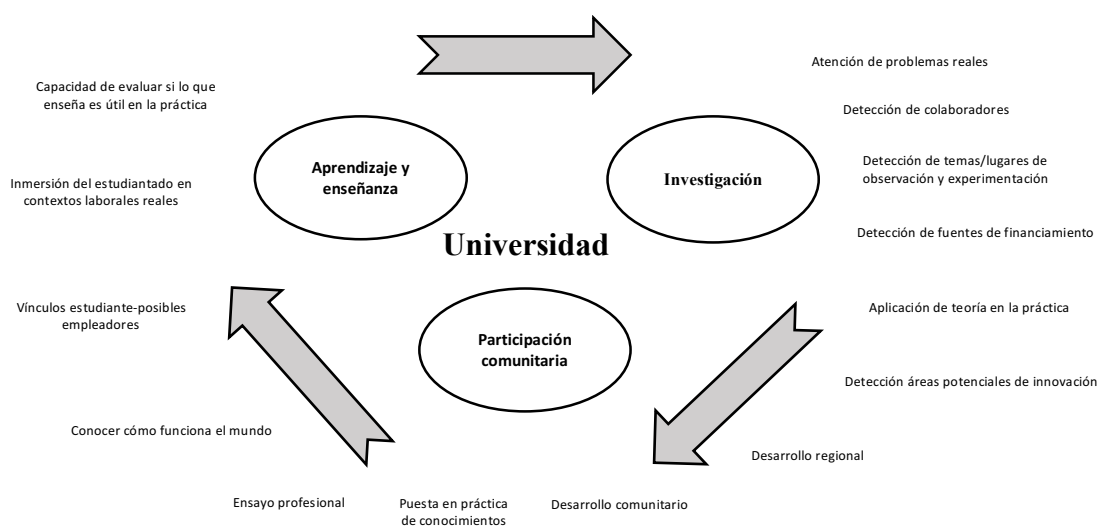 Atención de problemas reales
Capacidad de evaluar si lo que
enseña es útil en la práctica
Detección de colaboradores
Aprendizaje y
enseñanza
Investigación
Detección de temas/lugares de
observación y experimentación
Inmersión del estudiantado en
contextos laborales reales
Universidad
Detección de fuentes de financiamiento
Vínculos estudiante-posibles
empleadores
Aplicación de teoría en la práctica
Participación
comunitaria
Detección áreas potenciales de innovación
Conocer cómo funciona el mundo
Desarrollo regional
Ensayo profesional
Puesta en práctica
de conocimientos
Desarrollo comunitario